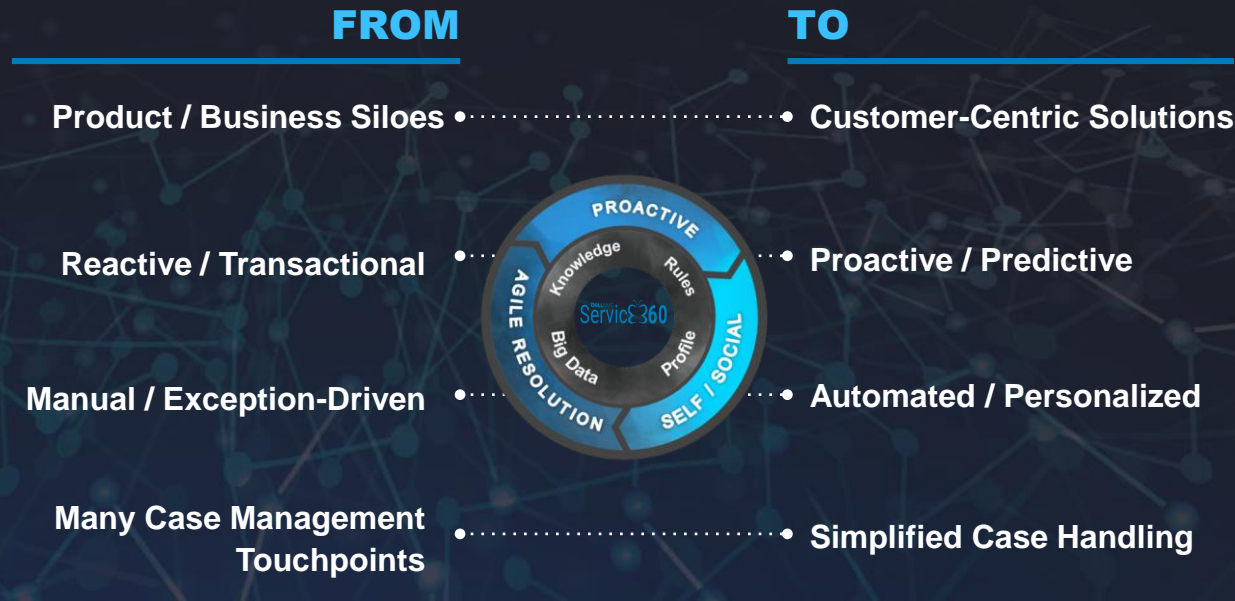 FROM
TO
Product / Business Siloes
Customer-Centric Solutions
Reactive / Transactional
Proactive / Predictive
Manual / Exception-Driven
Automated / Personalized
Many Case Management
Touchpoints
Simplified Case Handling
PROACTIVE
SELF / SOCIAL
AGILE RESOLUTION
Knowledge
Rules
Profile
Big Data
Service360